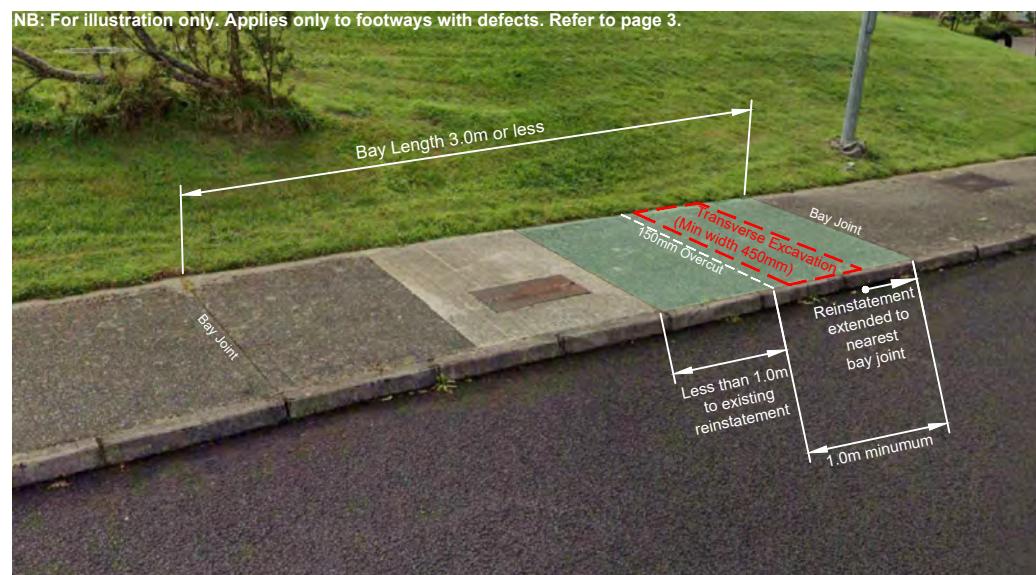 NB: For illustration only. Applies only to footways with defects. Refer to page 3.
Bay Length 3.0m or less
Bay Joint
Transverse Excavation
(Min width 450mm)
150mm Overcut
Bay Joint
Reinstatement
extended to
nearest
bay joint
Less than 1.0m
to existing
reinstatement
1.0m minumum